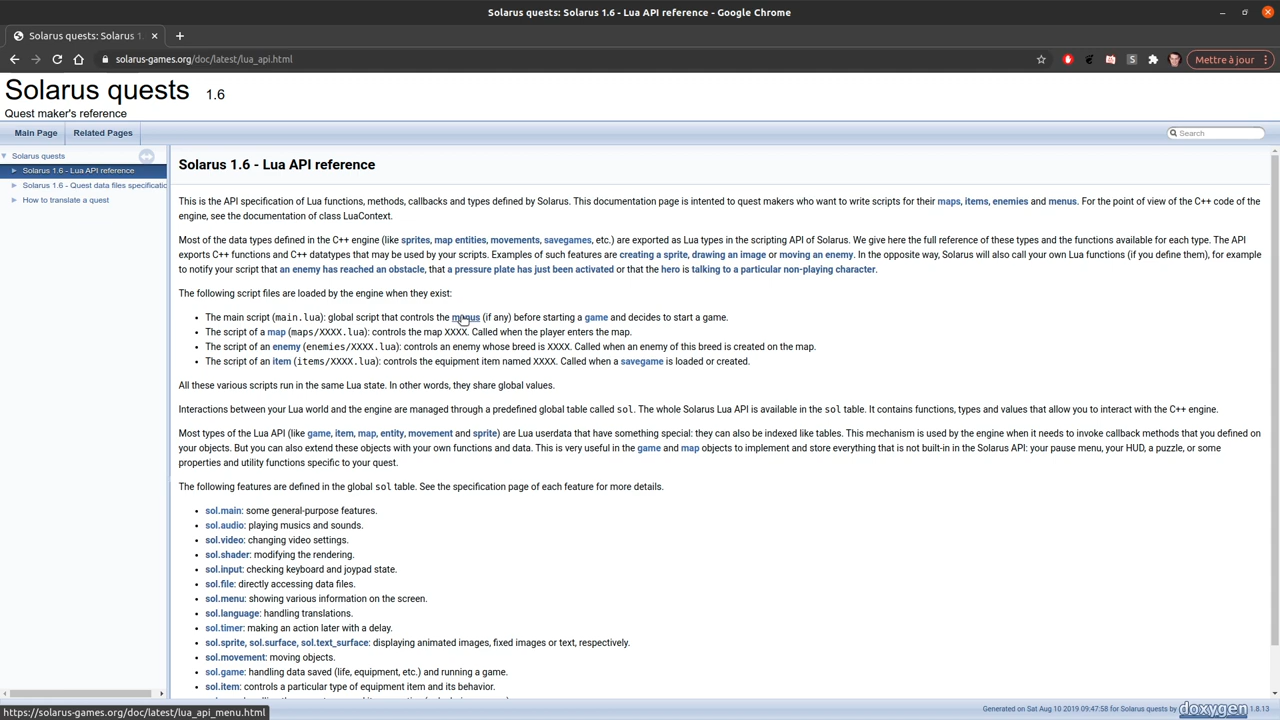 Solarus quests: Solarus 1.6 - Lua API reference - Google Chrome
Solarus quests: Solarus 1.
solarus-games.org/doc/latest/lua_api.html
S
Mettre à jour
Solarus quests 1.6
Quest maker's reference
Main Page
Related Pages
Search
Solarus quests
Solarus 1.6 - Lua API reference
Solarus 1.6 - Quest data files specificatio
How to translate a quest
Solarus 1.6 - Lua API reference
This is the API specification of Lua functions, methods, callbacks and types defined by Solarus. This documentation page is intented to quest makers who want to write scripts for their maps, items, enemies and menus. For the point of view of the C++ code of the
engine, see the documentation of class LuaContext.
Most of the data types defined in the C++ engine (like sprites, map entities, movements, savegames, etc.) are exported as Lua types in the scripting API of Solarus. We give here the full reference of these types and the functions available for each type. The API
exports C++ functions and C++ datatypes that may be used by your scripts. Examples of such features are creating a sprite, drawing an image or moving an enemy. In the opposite way, Solarus will also call your own Lua functions (if you define them), for example
to notify your script that an enemy has reached an obstacle, that a pressure plate has just been activated or that the hero is talking to a particular non-playing character.
The following script files are loaded by the engine when they exist:
• The main script (main.lua): global script that controls the menus (if any) before starting a game and decides to start a game.
• The script of a map (maps/XXXX.lua): controls the map XXXX. Called when the player enters the map.
• The script of an enemy (enemies/XXXX.lua): controls an enemy whose breed is XXXX. Called when an enemy of this breed is created on the map.
• The script of an item (items/XXXX.lua): controls the equipment item named XXXX. Called when a savegame is loaded or created.
All these various scripts run in the same Lua state. In other words, they share global values.
Interactions between your Lua world and the engine are managed through a predefined global table called sol. The whole Solarus Lua API is available in the sol table. It contains functions, types and values that allow you to interact with the C++ engine.
Most types of the Lua API (like game, item, map, entity, movement and sprite) are Lua userdata that have something special: they can also be indexed like tables. This mechanism is used by the engine when it needs to invoke callback methods that you defined on
your objects. But you can also extend these objects with your own functions and data. This is very useful in the game and map objects to implement and store everything that is not built-in in the Solarus API: your pause menu, your HUD, a puzzle, or some
properties and utility functions specific to your quest.
The following features are defined in the global sol table. See the specification page of each feature for more details.
• sol.main: some general-purpose features.
• sol.audio: playing musics and sounds.
• sol.video: changing video settings.
• sol.shader: modifying the rendering.
• sol.input: checking keyboard and joypad state.
• sol.file: directly accessing data files.
• sol.menu: showing various information on the screen.
• sol.language: handling translations.
• sol.timer: making an action later with a delay.
• sol.sprite, sol.surface, sol.text_surface: displaying animated images, fixed images or text, respectively.
• sol.movement: moving objects.
• sol.game: handling data saved (life, equipment, etc.) and running a game.
• sol.item: controls a particular type of equipment item and its behavior.
https://solarus-games.org/doc/latest/lua_api_menu.html
Generated on Sat Aug 10 2019 09:47:58 for Solarus quests by doxygen 1.8.13